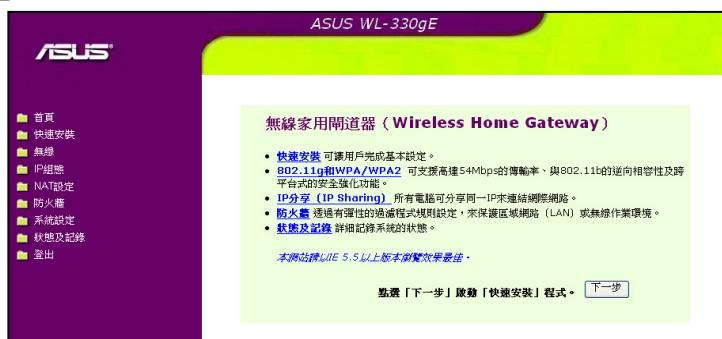 ASUS WL-330gE
ASUS
首頁
快速安裝
無線
IP組態
NAT設定
防火牆
系統設定
狀態及記錄
登出
無線家用閘道器（Wireless Home Gateway）
快速安裝 可讓用戶完成基本設定。
802.11g和WPA/WPA2 可支援高達54Mbps的傳輸率、與802.11b的逆向相容性及跨
平台式的安全強化功能。
IP分享（IP Sharing）所有電腦可分享同一IP來連結網際網路。
防火牆 透過有彈性的過濾程式規則設定，來保護區域網路（LAN）或無線作業環境。
狀態及記錄 詳細記錄系統的狀態。
本網站請以IE 5.5以上版本瀏覽效果最佳。
點選「下一步」啟動「快速安裝」程式。 下一步